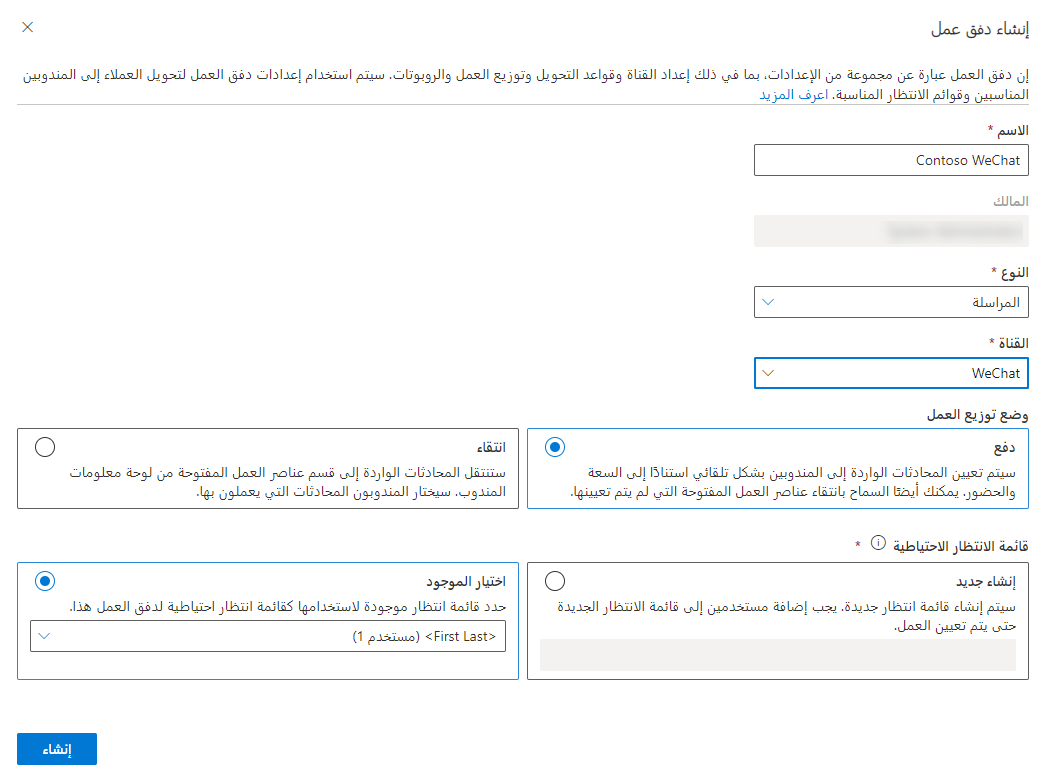 إنشاء دفق عمل
إن دفق العمل عبارة عن مجموعة من الإعدادات، بما في ذلك إعداد القناة وقواعد التحويل وتوزيع العمل والروبوتات. سيتم استخدام إعدادات دفق العمل لتحويل العملاء إلى المندوبين
المناسبين وقوائم الانتظار المناسبة. اعرف المزيد
الاسم *
Contoso WeChat
المالك
النوع *
المراسلة
القناة *
WeChat
وضع توزيع العمل
دفع
سيتم تعيين المحادثات الواردة إلى المندوبين بشكل تلقائي استنادًا إلى السعة
والحضور. يمكنك أيضًا السماح بانتقاء عناصر العمل المفتوحة التي لم يتم تعيينها.
انتقاء
ستنتقل المحادثات الواردة إلى قسم عناصر العمل المفتوحة من لوحة معلومات
المندوب. سيختار المندوبون المحادثات التي يعملون بها.
قائمة الانتظار الاحتياطية *
إنشاء جديد
سيتم إنشاء قائمة انتظار جديدة. يجب إضافة مستخدمين إلى قائمة الانتظار الجديدة
حتى يتم تعيين العمل.
اختيار الموجود
حدد قائمة انتظار موجودة لاستخدامها كقائمة انتظار احتياطية لدفق العمل هذا.
<First Last> (مستخدم 1)
إنشاء